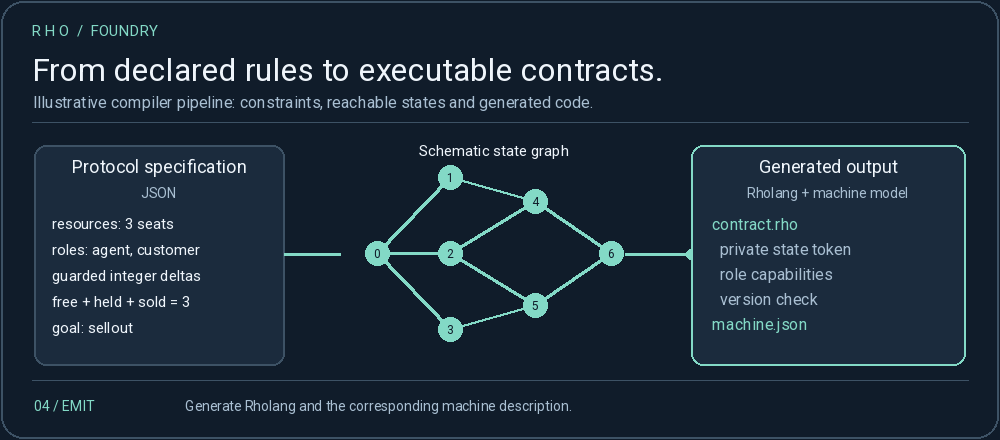 RHO / FOUNDRY
From declared rules to executable contracts.
Illustrative compiler pipeline: constraints, reachable states and generated code.
Protocol specification
JSON
resources: 3 seats
roles: agent, customer
guarded integer deltas
free + held + sold = 3
goal: sellout
Schematic state graph
0
1
2
3
4
5
6
Generated output
Rholang + machine model
contract.rho
private state token
role capabilities
version check
machine.json
04 / EMIT
Generate Rholang and the corresponding machine description.